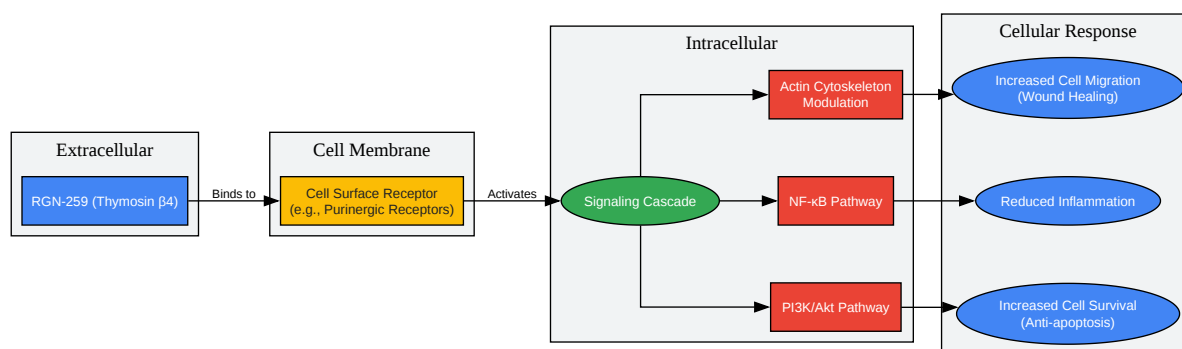 Extracellular
RGN-259 (Thymosin β4)
Binds to
Cell Membrane
Cell Surface Receptor
(e.g., Purinergic Receptors)
Activates
Intracellular
Signaling Cascade
Actin Cytoskeleton
Modulation
NF-κB Pathway
PI3K/Akt Pathway
Cellular Response
Increased Cell Migration
(Wound Healing)
Reduced Inflammation
Increased Cell Survival
(Anti-apoptosis)